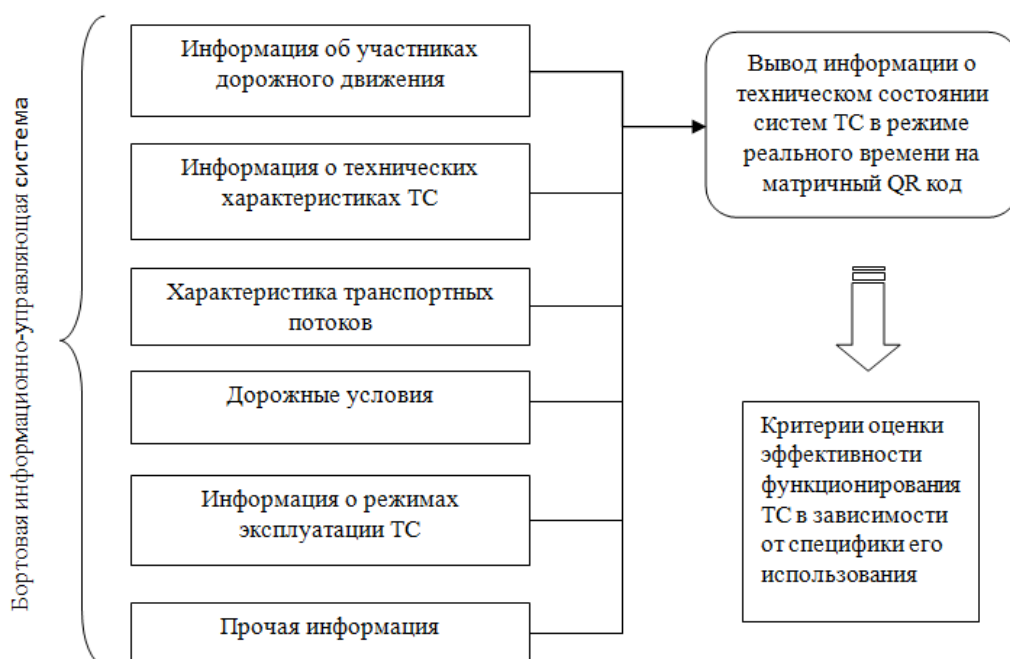 Бортовая информационно-управляющая система
Информация об участниках
дорожного движения
Информация о технических
характеристиках ТС
Характеристика транспортных
потоков
Дорожные условия
Информация о режимах
эксплуатации ТС
Прочая информация
Вывод информации о
техническом состоянии
систем ТС в режиме
реального времени на
матричный QR код
Критерии оценки
эффективности
функционирования
ТС в зависимости
от специфики его
использования